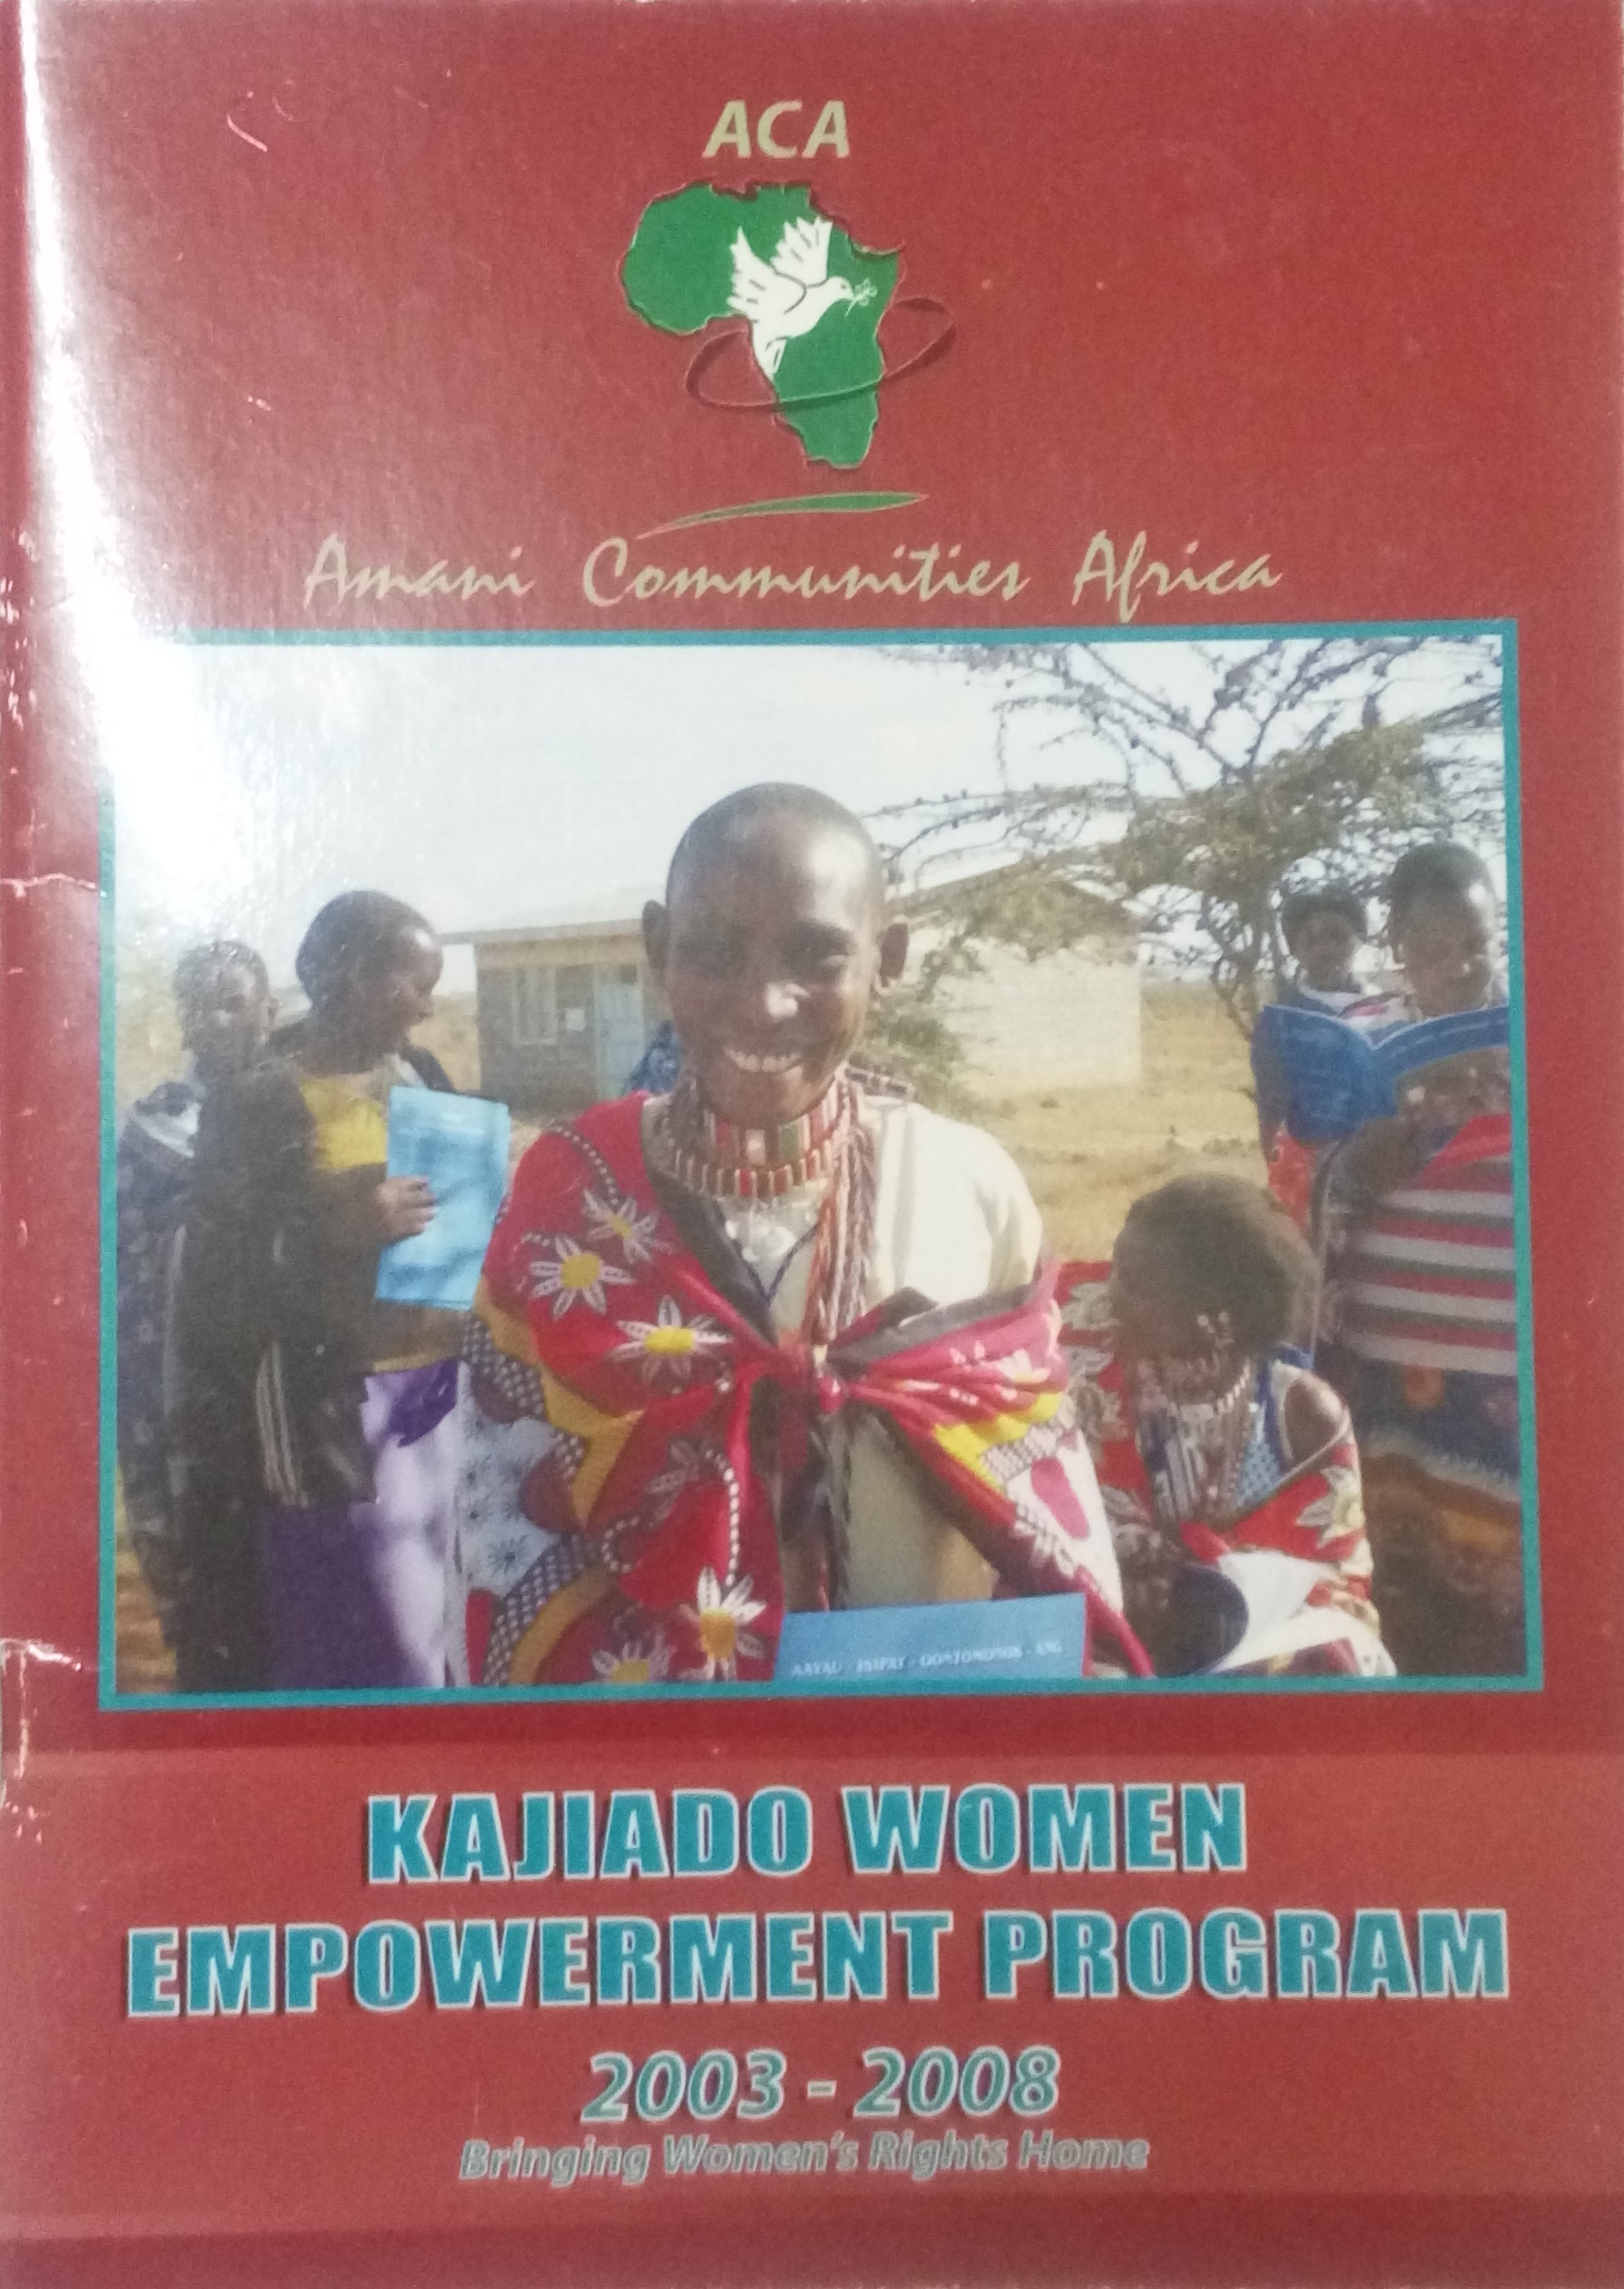 ACA
Amani Communities Africa
KAJIADO WOMEN
EMPOWERMENT PROGRAM
2003 - 2008
Bringing Women's Rights Home